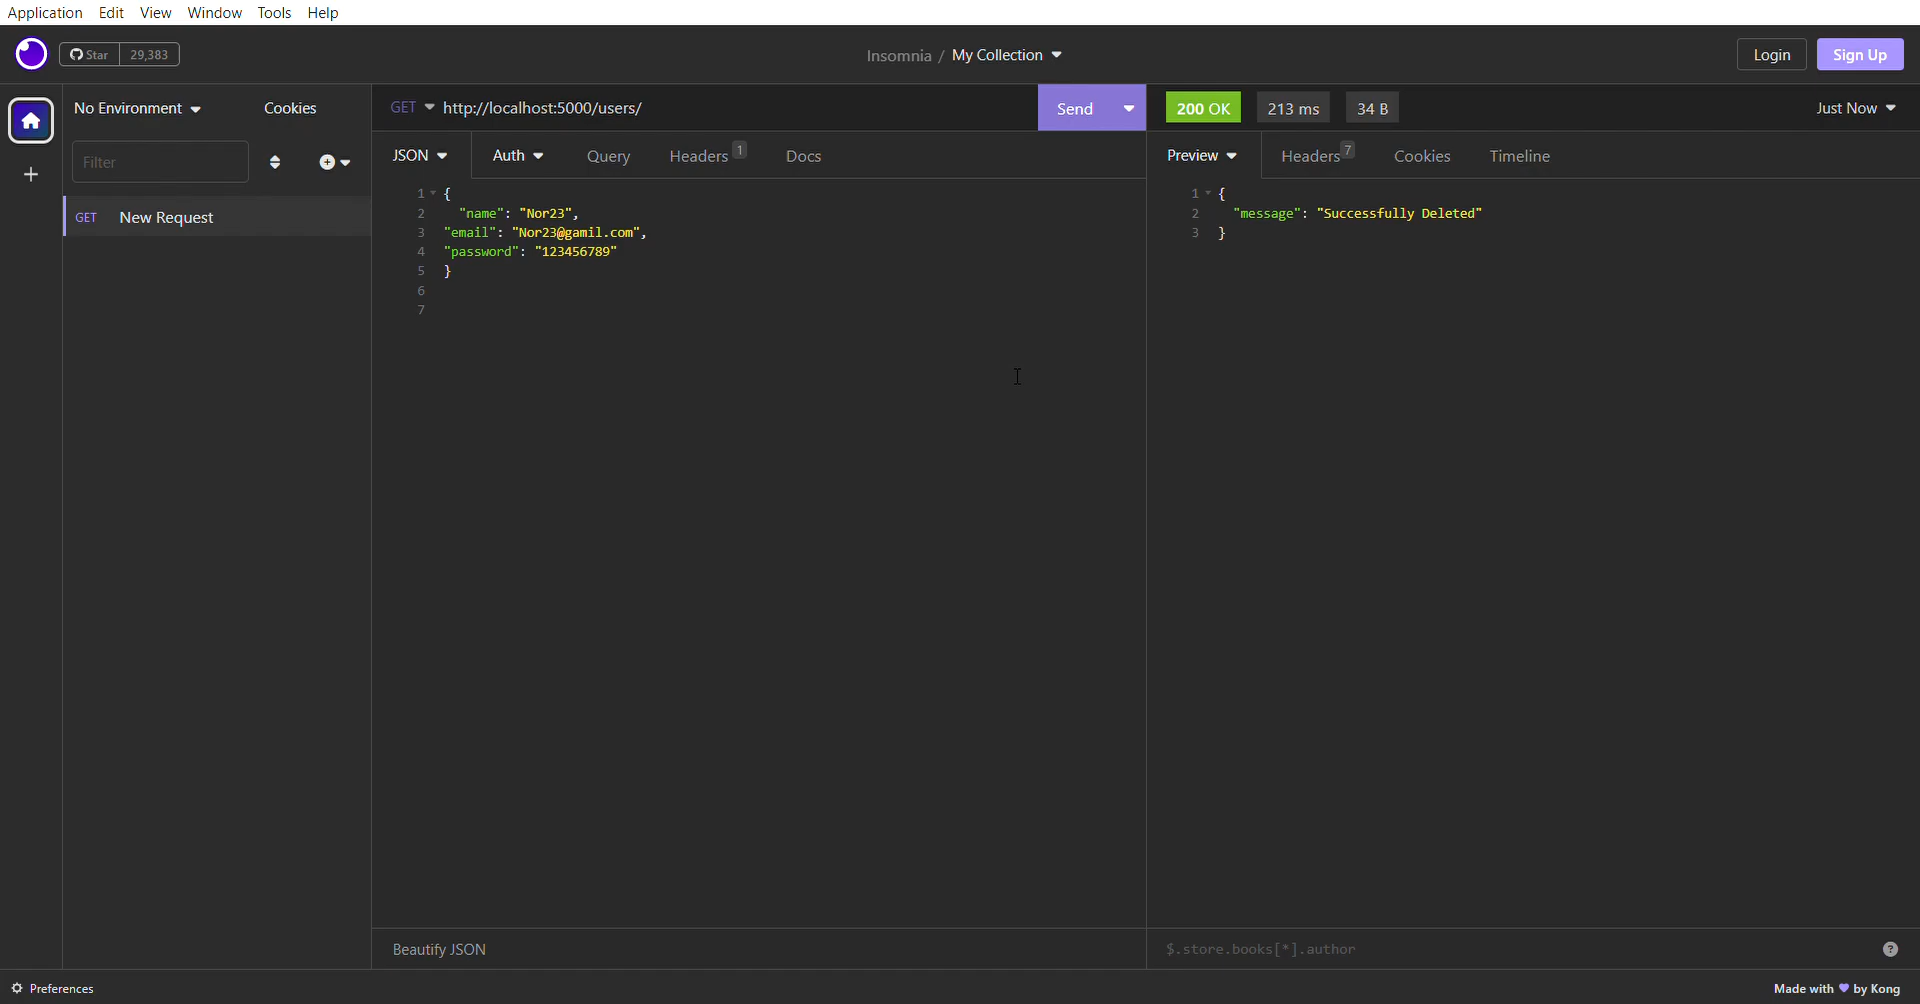 Application Edit View Window Tools Help
Star 29,383
Insomnia / My Collection
Login Sign Up
No Environment Cookies
GET http://localhost:5000/users/ Send
200 OK 213 ms 34 B Just Now
Filter
JSON Auth Query Headers 1 Docs
Preview Headers 7 Cookies Timeline
GET New Request
1 {
2 "name": "Nor23",
3 "email": "Nor23@gamil.com",
4 "password": "123456789"
5 }
6
7
1 {
2 "message": "Successfully Deleted"
3 }
Beautify JSON
$.store.books[*].author ?
Preferences
Made with by Kong